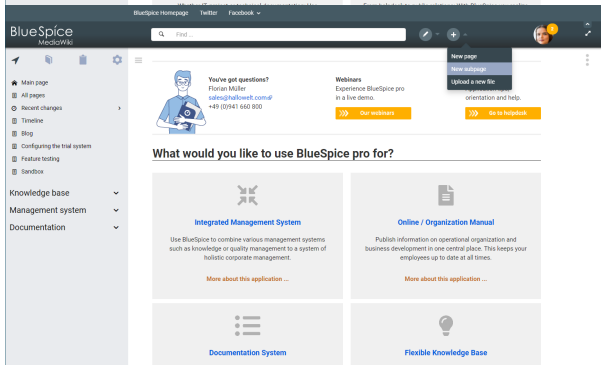 BlueSpice Homepage Twitter Facebook
BlueSpice
MediaWiki
Find ...
New page
New subpage
Upload a new file
Main page
All pages
Recent changes
Timeline
Blog
Configuring the trial system
Feature testing
Sandbox
Knowledge base
Management system
Documentation
You've got questions?
Florian Müller
sales@hallowelt.com
+49 (0)941 660 800
Webinars
Experience BlueSpice pro
in a live demo.
Our webinars
orientation and help.
Go to helpdesk
What would you like to use BlueSpice pro for?
Integrated Management System
Use BlueSpice to combine various management systems
such as knowledge or quality management to a system of
holistic corporate management.
More about this application ...
Online / Organization Manual
Publish information on operational organization and
business development in one central place. This keeps your
employees up to date at all times.
More about this application ...
Documentation System
Flexible Knowledge Base